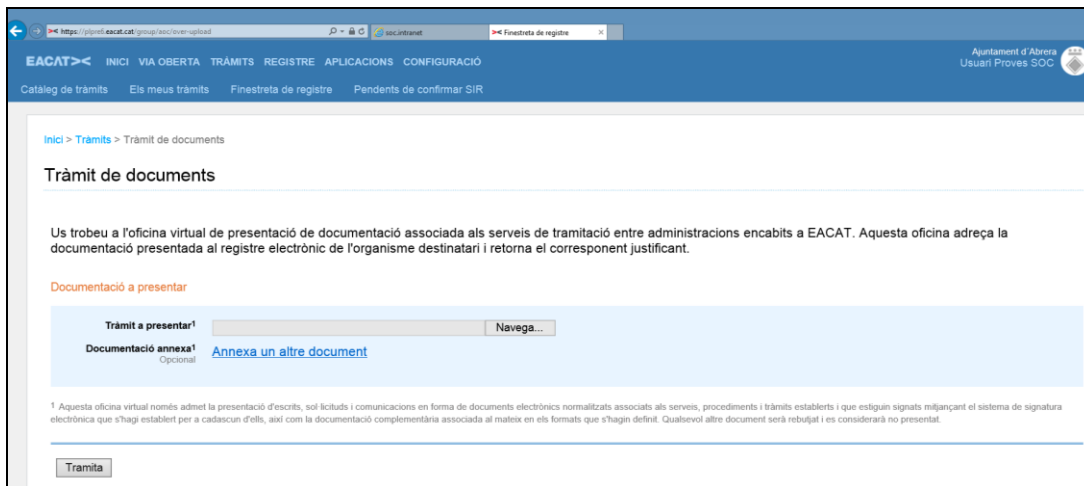 https://plpre6.eacat.cat/group/aoc/over-upload
soc.intranet
Finestreta de registre
EACAT
INICI VIA OBERTA TRÀMITS REGISTRE APLICACIONS CONFIGURACIÓ
Ajuntament d'Abrera
Usuari Proves SOC
Catàleg de tràmits Els meus tràmits Finestreta de registre Pendents de confirmar SIR
Inici > Tràmits > Tràmit de documents
Tràmit de documents
Us trobeu a l'oficina virtual de presentació de documentació associada als serveis de tramitació entre administracions encabits a EACAT. Aquesta oficina adreça la
documentació presentada al registre electrònic de l'organisme destinatari i retorna el corresponent justificant.
Documentació a presentar
Tràmit a presentar¹
Navega...
Documentació annexa¹
Annexa un altre document
Opcional
¹ Aquesta oficina virtual només admet la presentació d'escrits, sol·licituds i comunicacions en forma de documents electrònics normalitzats associats als serveis, procediments i tràmits establerts i que estiguin signats mitjançant el sistema de signatura
electrònica que s'hagi establert per a cadascun d'ells, així com la documentació complementària associada al mateix en els formats que s'hagin definit. Qualsevol altre document serà rebutjat i es considerarà no presentat.
Tramita